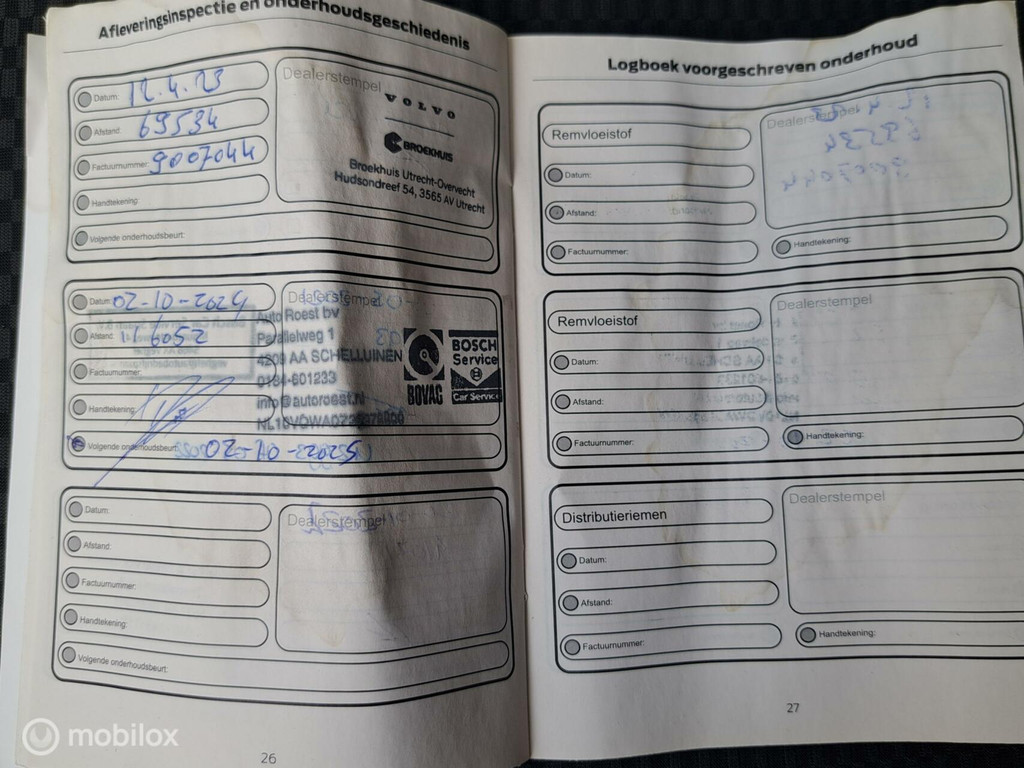 Afleveringsinspectie en onderhoudsgeschiedenis
Datum: 12.4.23
Afstand: 69534
Factuurnummer: 9007044
Handtekening:
Volgende onderhoudsbeurt:
Dealerstempel
VOLVO
BROEKHUIS
Broekhuis Utrecht-Overvecht
Hudsondreef 54, 3565 AV Utrecht
Datum: 02-10-2024
Afstand: 116052
Factuurnummer:
Handtekening:
Volgende onderhoudsbeurt: 02-10-2025
Dealerstempel
Auto Roest bv
Parallelweg 1
4209 AA SCHELLUINEN
0184-601233
info@autoroest.nl
BOVAG
BOSCH
Service
Car Service
Datum:
Afstand:
Factuurnummer:
Handtekening:
Volgende onderhoudsbeurt:
Dealerstempel
26
Logboek voorgeschreven onderhoud
Remvloeistof
Datum:
Afstand:
Factuurnummer:
Dealerstempel
Handtekening:
Remvloeistof
Datum:
Afstand:
Factuurnummer:
Dealerstempel
Handtekening:
Distributieriemen
Datum:
Afstand:
Factuurnummer:
Dealerstempel
Handtekening:
27
mobilox